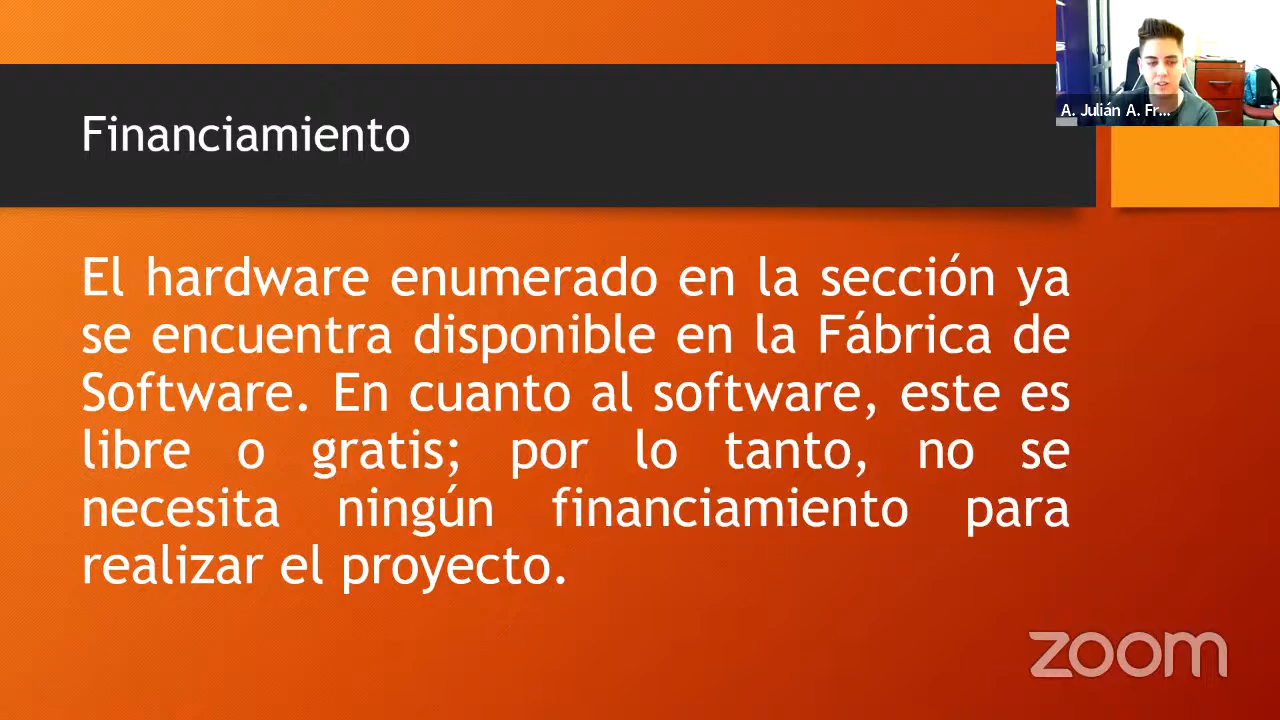 A. Julián A. Fr...
Financiamiento
El hardware enumerado en la sección ya
se encuentra disponible en la Fábrica de
Software. En cuanto al software, este es
libre o gratis; por lo tanto, no se
necesita ningún financiamiento para
realizar el proyecto.
zoom